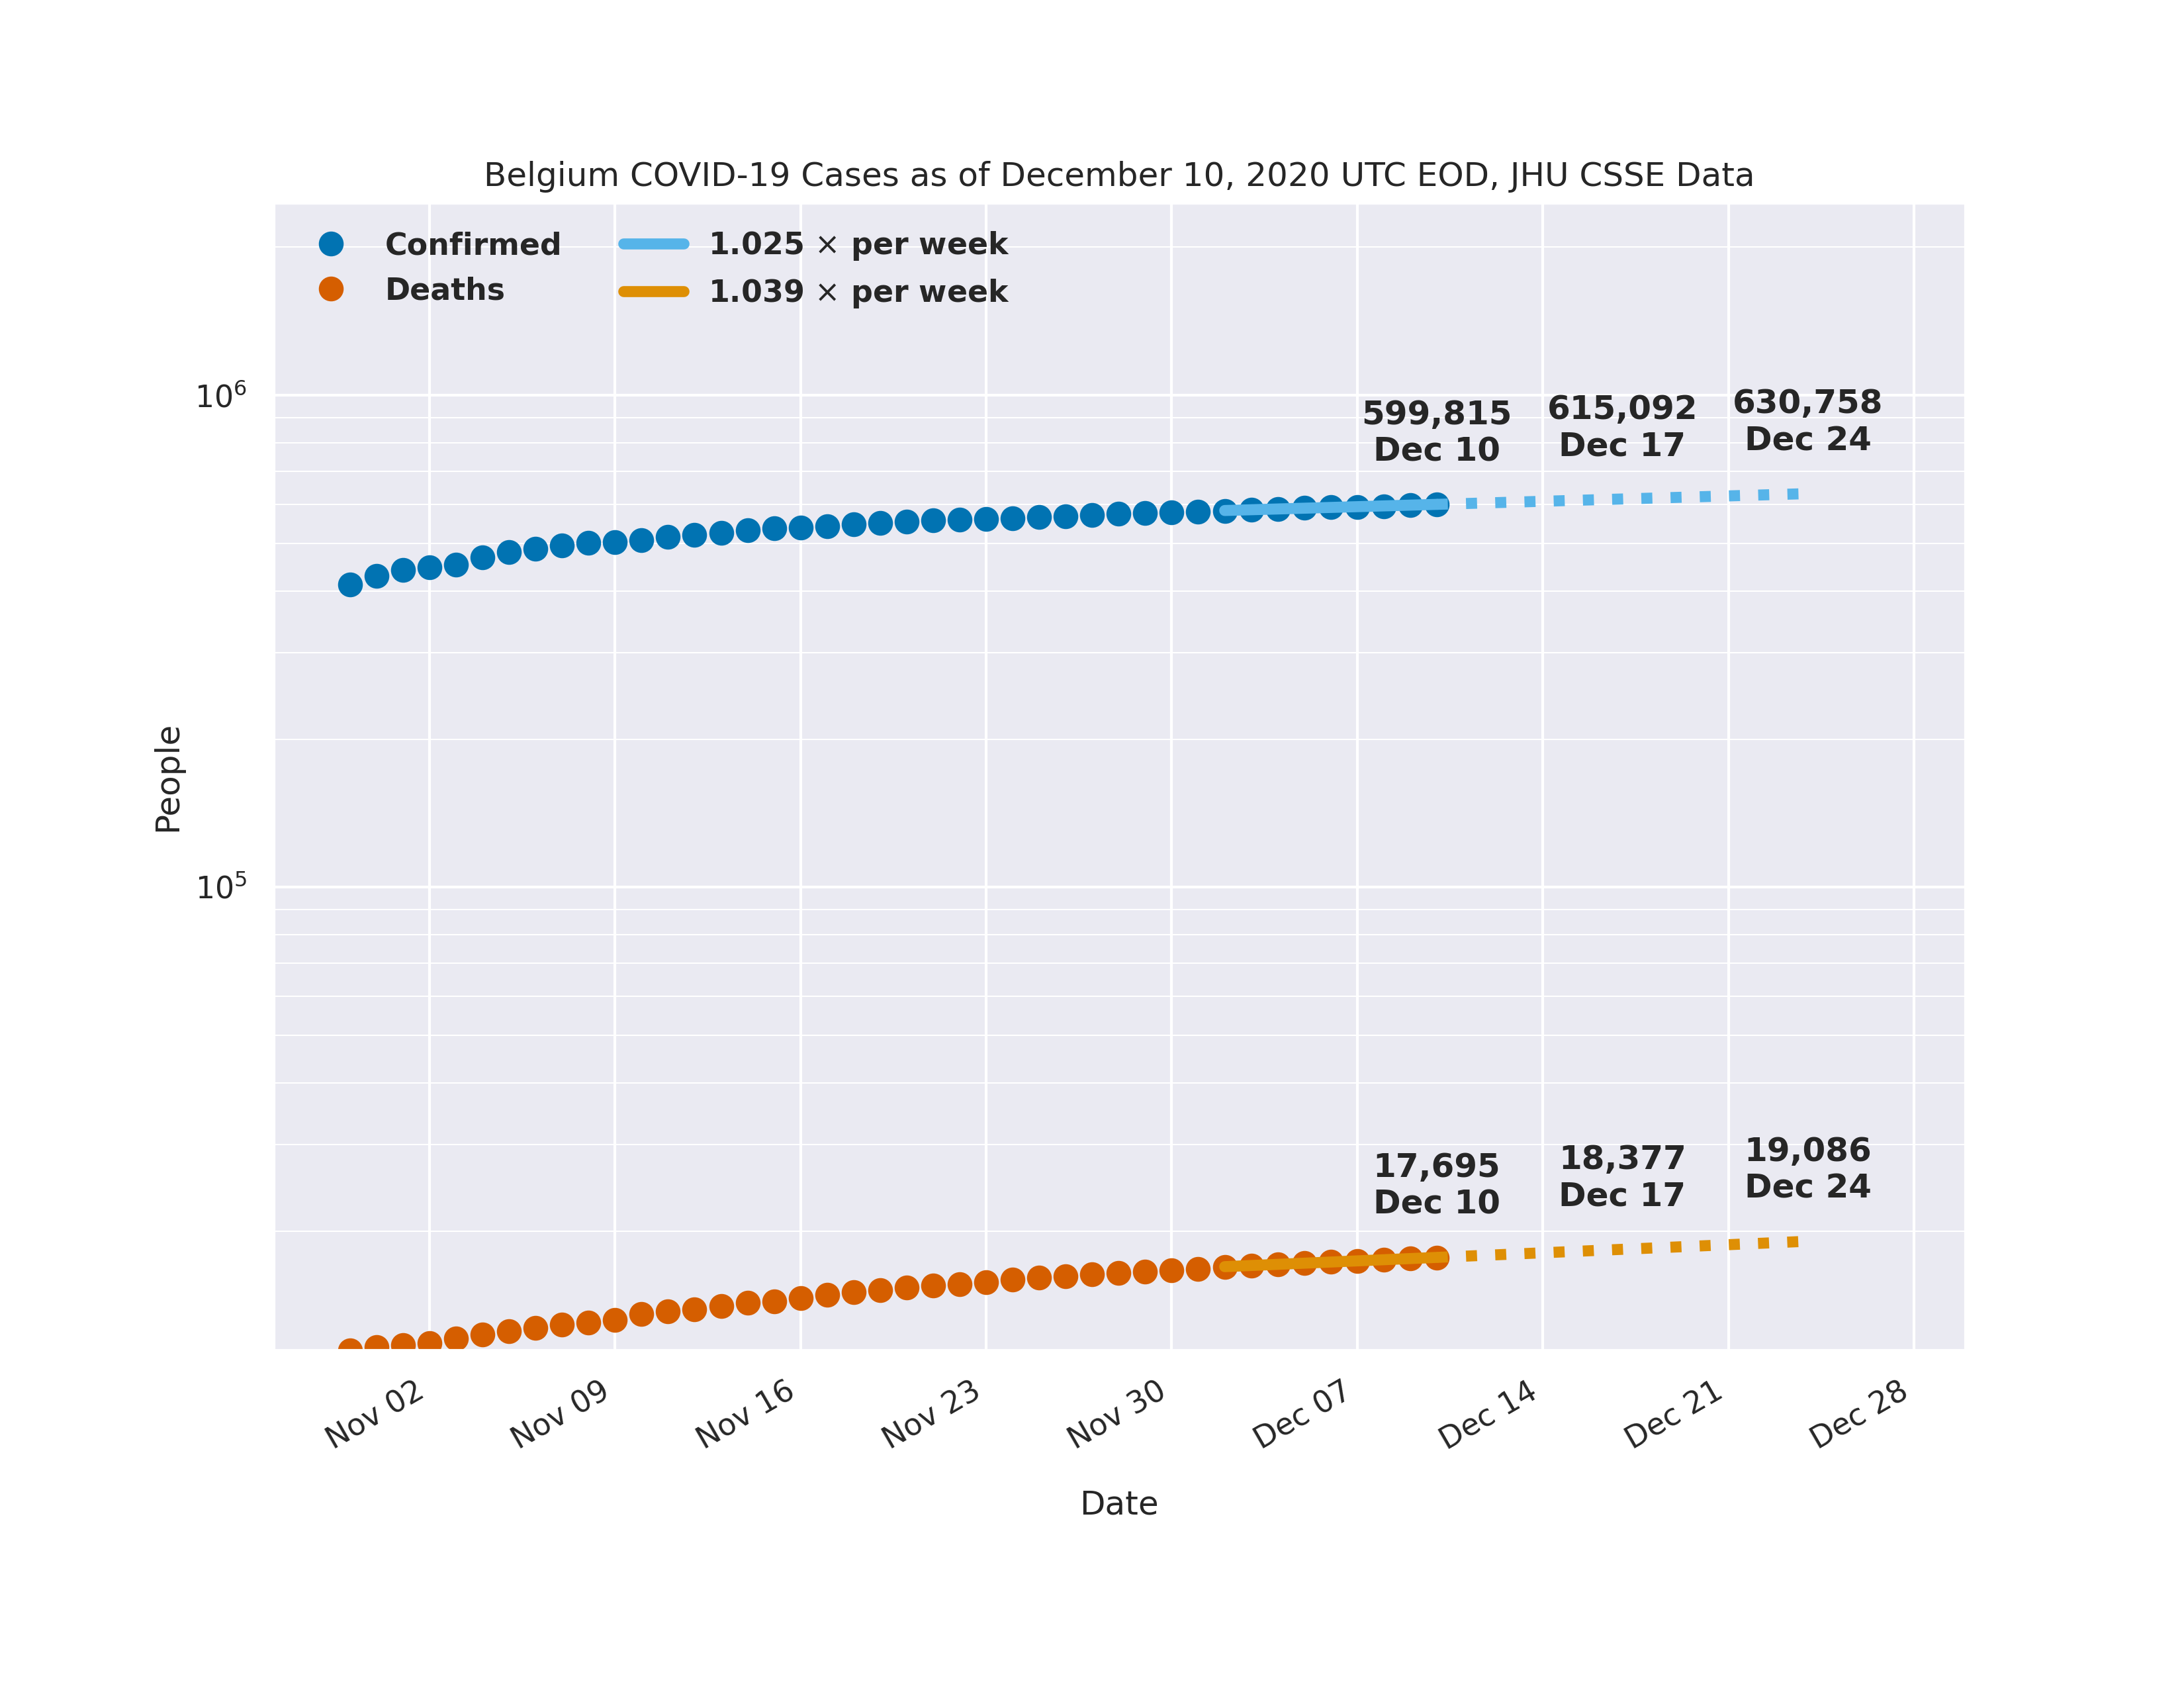 Belgium COVID-19 Cases as of December 10, 2020 UTC EOD, JHU CSSE Data
Confirmed
Deaths
1.025 × per week
1.039 × per week
10⁶
10⁵
People
599,815
Dec 10
615,092
Dec 17
630,758
Dec 24
17,695
Dec 10
18,377
Dec 17
19,086
Dec 24
Nov 02
Nov 09
Nov 16
Nov 23
Nov 30
Dec 07
Dec 14
Dec 21
Dec 28
Date